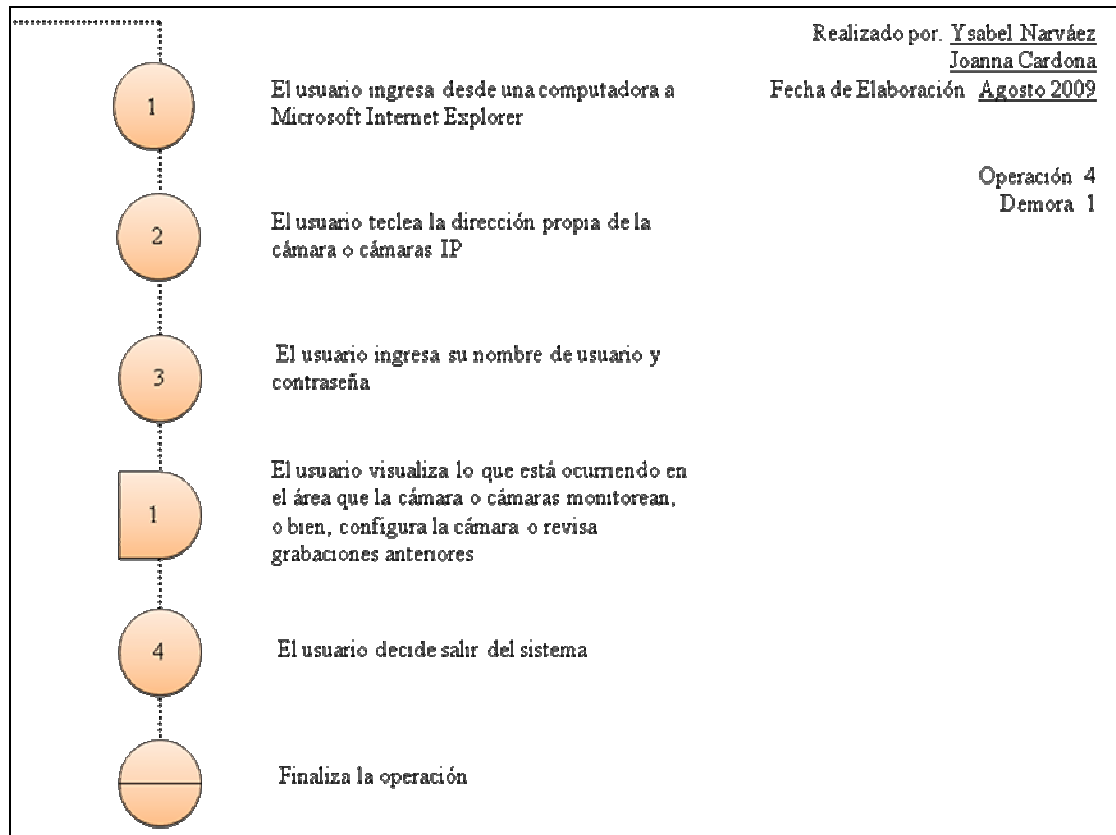 Realizado por. Ysabel Narváez
Joanna Cardona
Fecha de Elaboración Agosto 2009
Operación 4
Demora 1
1
El usuario ingresa desde una computadora a
Microsoft Internet Explorer
2
El usuario teclea la dirección propia de la
cámara o cámaras IP
3
El usuario ingresa su nombre de usuario y
contraseña
1
El usuario visualiza lo que está ocurriendo en
el área que la cámara o cámaras monitorean,
o bien, configura la cámara o revisa
grabaciones anteriores
4
El usuario decide salir del sistema
Finaliza la operación